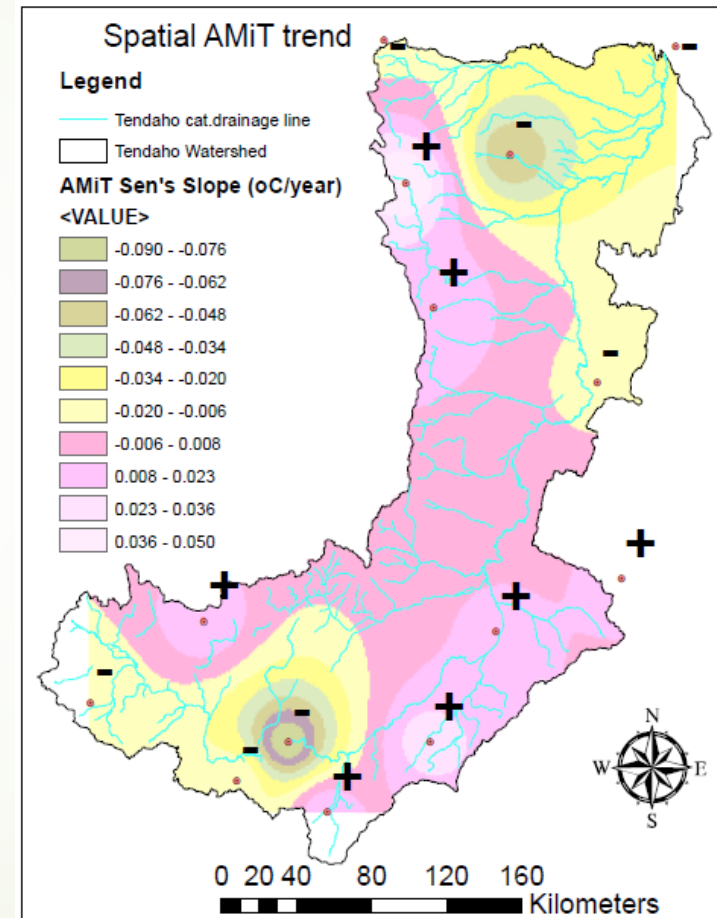 Spatial AMiT trend
Legend
Tendaho cat.drainage line
Tendaho Watershed
AMiT Sen's Slope (oC/year)
<VALUE>
-0.090 - -0.076
-0.076 - -0.062
-0.062 - -0.048
-0.048 - -0.034
-0.034 - -0.020
-0.020 - -0.006
-0.006 - 0.008
0.008 - 0.023
0.023 - 0.036
0.036 - 0.050
- -
-
+
+
-
+
+
+
-
+
-
-
+
N
W E
S
0 20 40 80 120 160
Kilometers